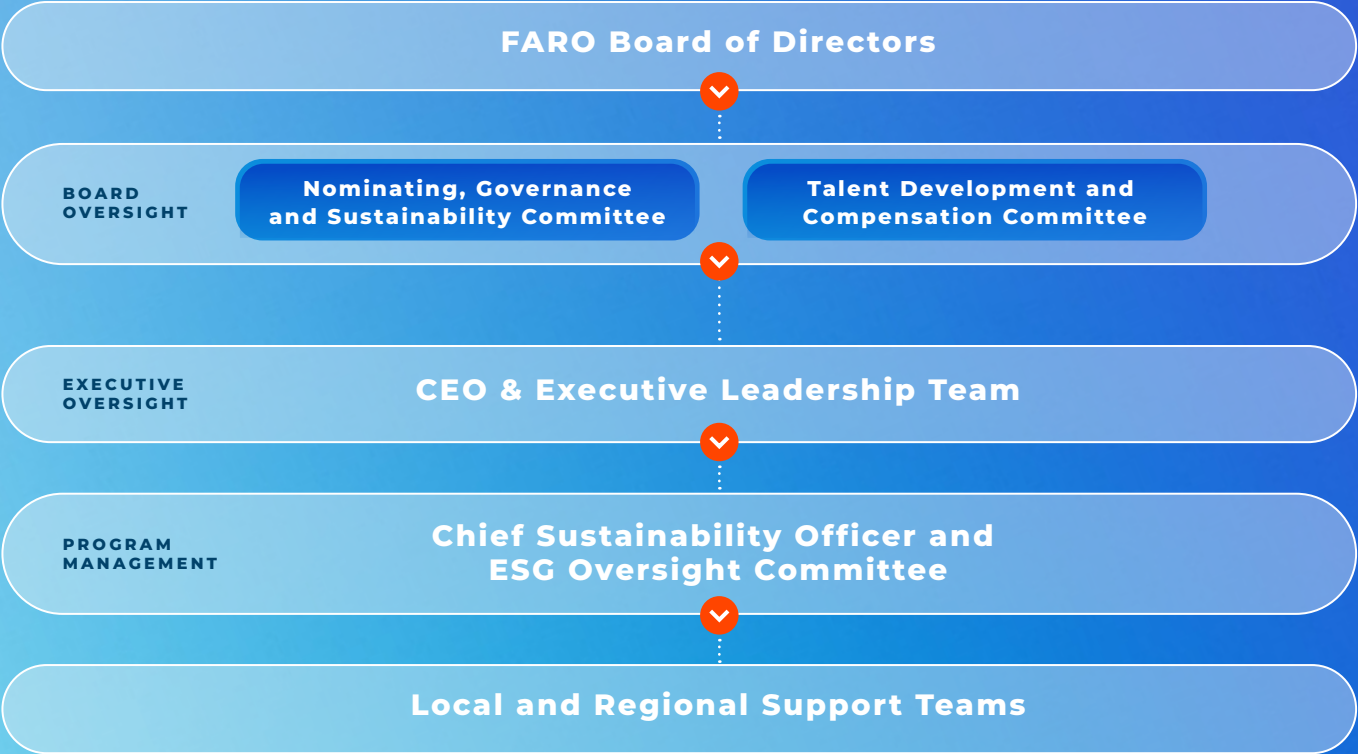 FARO Board of Directors
BOARD
OVERSIGHT
Nominating, Governance
and Sustainability Committee
Talent Development and
Compensation Committee
EXECUTIVE
OVERSIGHT
CEO & Executive Leadership Team
PROGRAM
MANAGEMENT
Chief Sustainability Officer and
ESG Oversight Committee
Local and Regional Support Teams